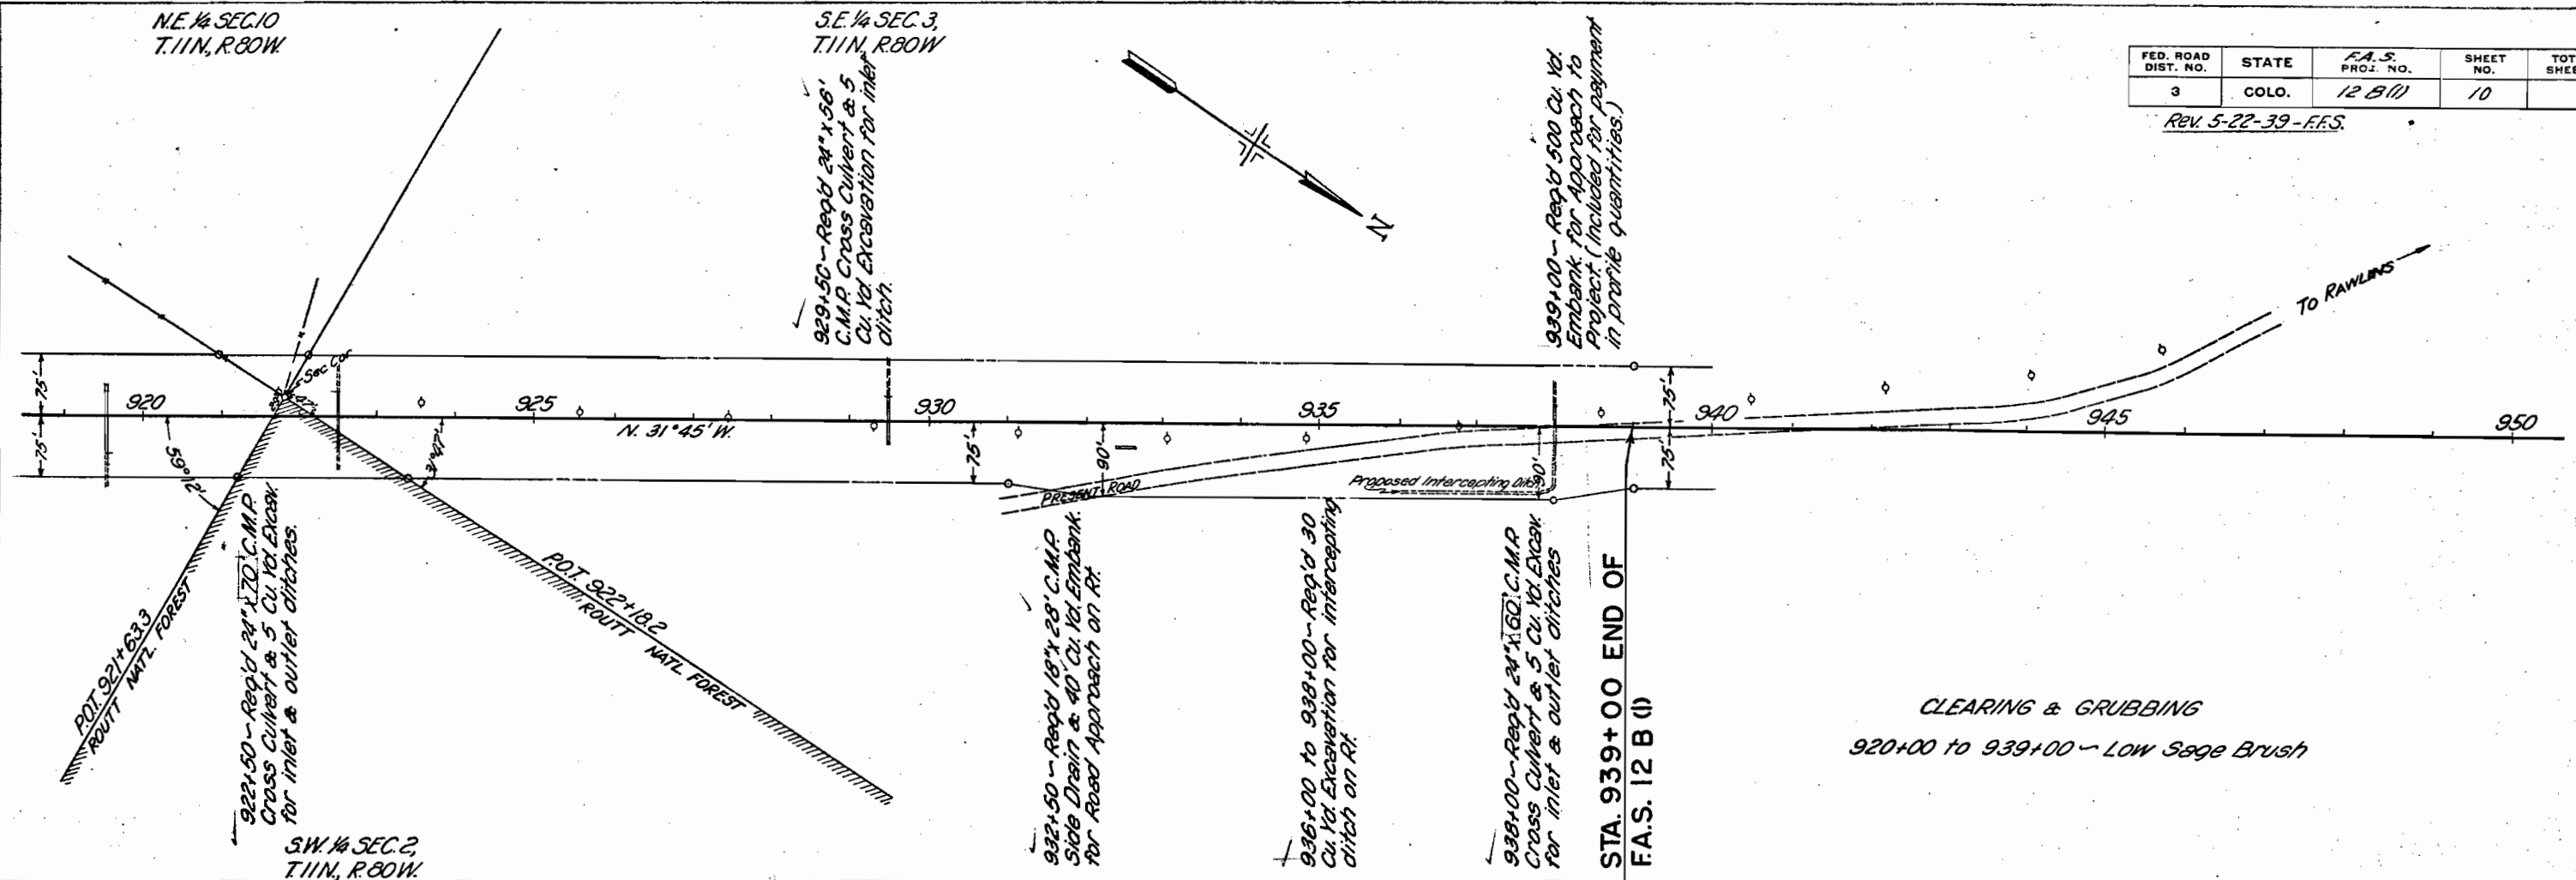 N.E. 1/4 SEC. 10
T. 11 N., R. 80 W.
S.E. 1/4 SEC. 3,
T. 11 N., R. 80 W
FED. ROAD DIST. NO.
STATE
F.A.S. PROJ. NO.
SHEET NO.
TOT
SHEE
3
COLO.
12 B (1)
10
Rev. 5-22-39 - F.F.S.
N
929+50 ~ Req'd 24" x 56'
C.M.P. Cross Culvert & 5
Cu. Yd. Excavation for inlet
ditch.
939+00 ~ Req'd 500 Cu. Yd.
Embank. for Approach to
Project. (Included for payment
in profile quantities.)
TO RAWLINS
Sec Cor
75'
75'
920
925
930
935
940
945
950
N. 31°45' W.
59°12'
31°47'
75'
90'
90'
75'
75'
PRESENT ROAD
Proposed Intercepting Ditch
P.O.T. 921+63.3
ROUTT NATL. FOREST
P.O.T. 922+18.2
ROUTT NATL. FOREST
922+50 ~ Req'd 24" x 70' C.M.P.
Cross Culvert & 5 Cu. Yd. Excav.
for inlet & outlet ditches.
932+50 ~ Req'd 18" x 28' C.M.P.
Side Drain & 40 Cu. Yd. Embank.
for Road Approach on Rt.
936+00 to 938+00 ~ Req'd 30
Cu. Yd. Excavation for intercepting
ditch on Rt.
938+00 ~ Req'd 24" x 60' C.M.P.
Cross Culvert & 5 Cu. Yd. Excav.
for inlet & outlet ditches
STA. 939+00 END OF
F.A.S. 12 B (1)
CLEARING & GRUBBING
920+00 to 939+00 ~ Low Sage Brush
S.W. 1/4 SEC. 2,
T. 11 N., R. 80 W.